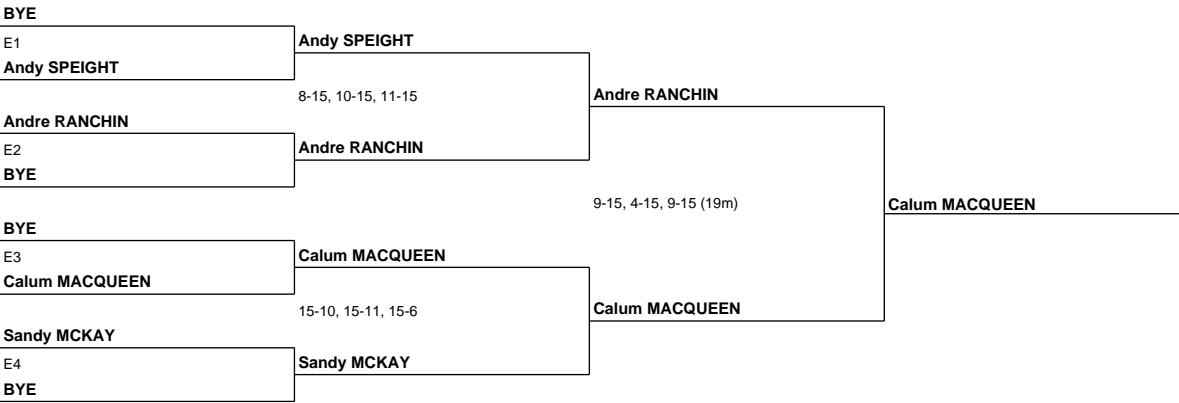 BYE
E1
Andy SPEIGHT
Andy SPEIGHT
8-15, 10-15, 11-15
Andre RANCHIN
Andre RANCHIN
E2
Andre RANCHIN
BYE
9-15, 4-15, 9-15 (19m)
Calum MACQUEEN
BYE
E3
Calum MACQUEEN
Calum MACQUEEN
15-10, 15-11, 15-6
Calum MACQUEEN
Sandy MCKAY
E4
Sandy MCKAY
BYE